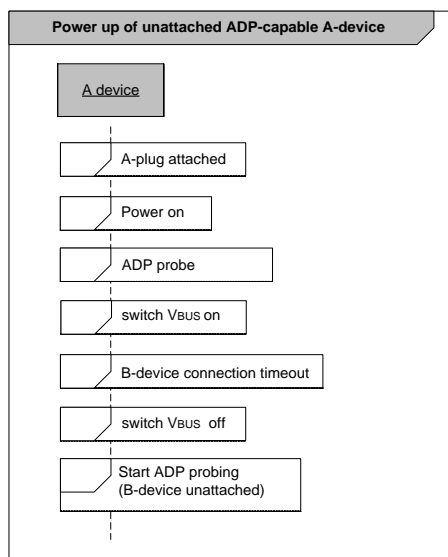 Power up of unattached ADP-capable A-device
A device
A-plug attached
Power on
ADP probe
switch VBUS on
B-device connection timeout
switch VBUS off
Start ADP probing
(B-device unattached)